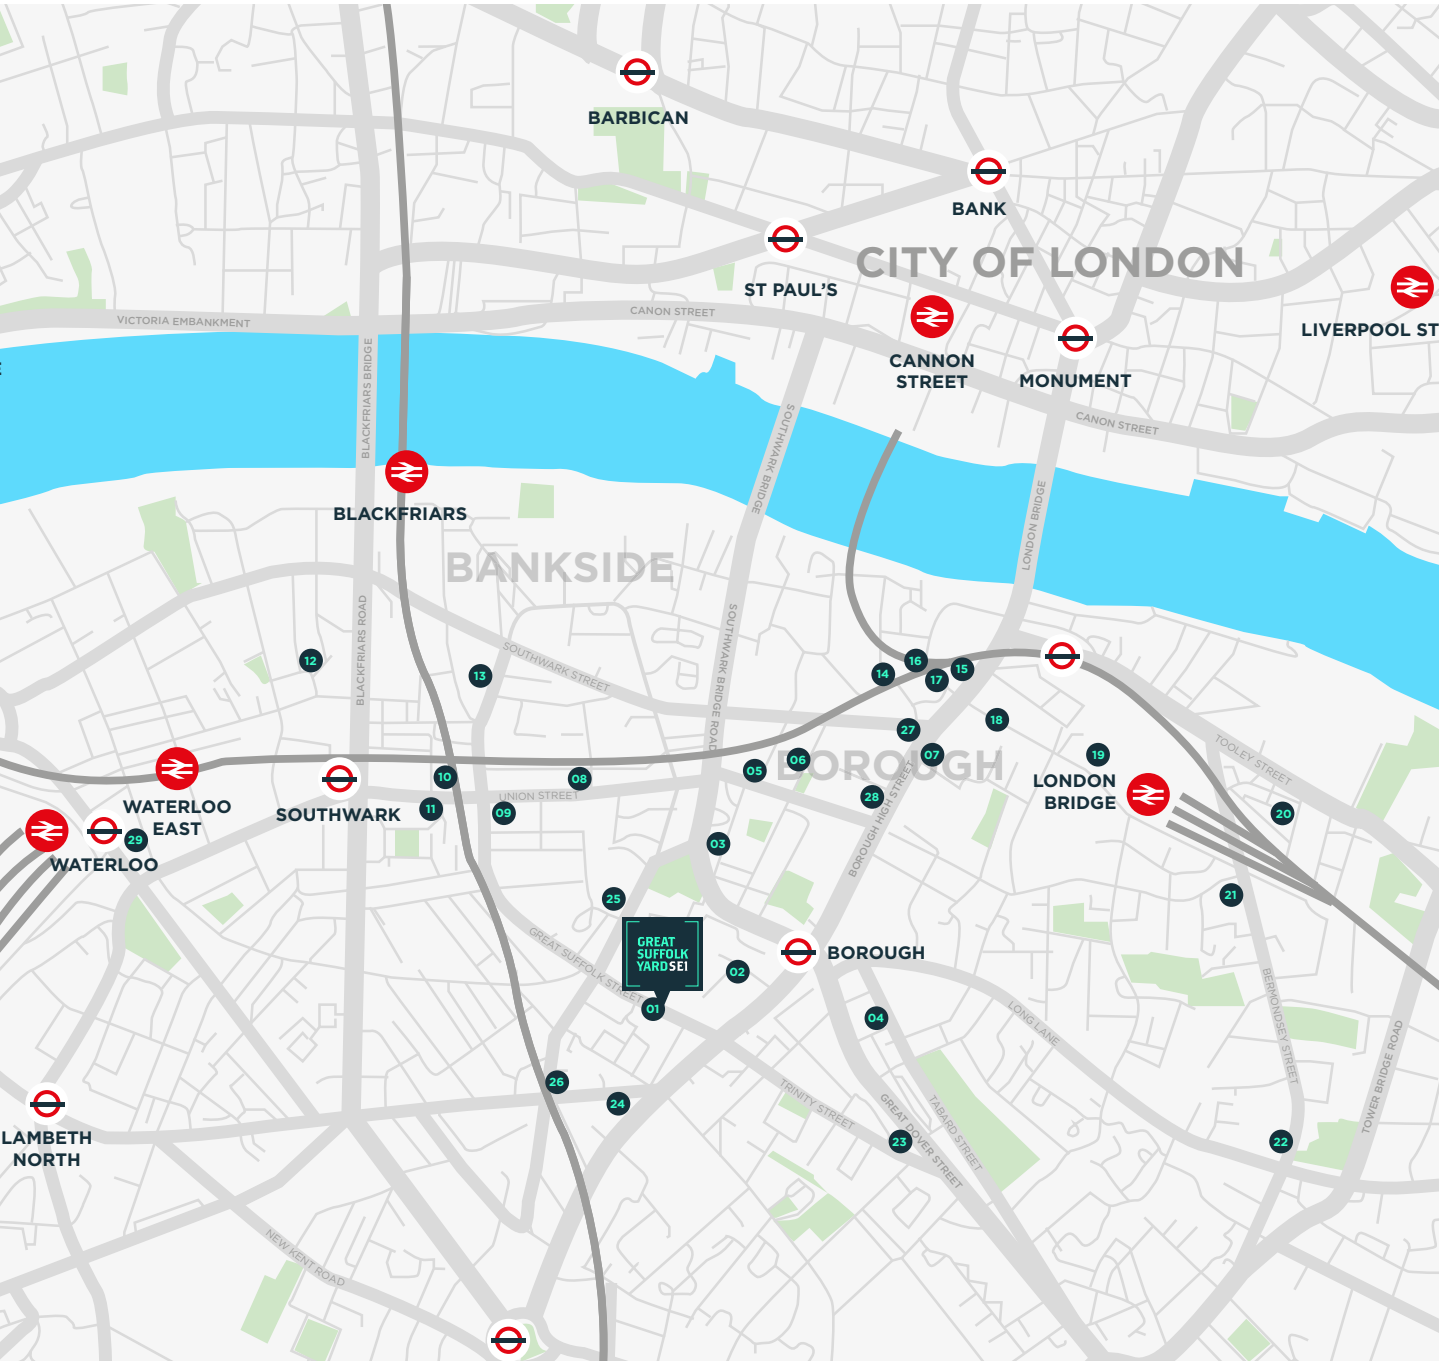 BARBICAN
BANK
ST PAUL'S
CITY OF LONDON
CANNON
STREET
MONUMENT
LIVERPOOL ST
VICTORIA EMBANKMENT
CANON STREET
CANON STREET
E
BLACKFRIARS BRIDGE
SOUTHWARK BRIDGE
LONDON BRIDGE
BLACKFRIARS
BANKSIDE
BLACKFRIARS ROAD
SOUTHWARK STREET
SOUTHWARK BRIDGE ROAD
12
13
14
16
17
15
27
18
07
19
BOROUGH
TOOLEY STREET
LONDON
BRIDGE
WATERLOO
EAST
29
WATERLOO
SOUTHWARK
10
11
08
UNION STREET
09
05
06
28
BOROUGH HIGH STREET
20
03
21
25
GREAT
SUFFOLK
YARDSE1
GREAT SUFFOLK STREET
01
02
BOROUGH
04
LONG LANE
BERMONDSEY STREET
TOWER BRIDGE ROAD
26
24
TRINITY STREET
GREAT DOVER STREET
TABARD STREET
23
22
LAMBETH
NORTH
NEW KENT ROAD